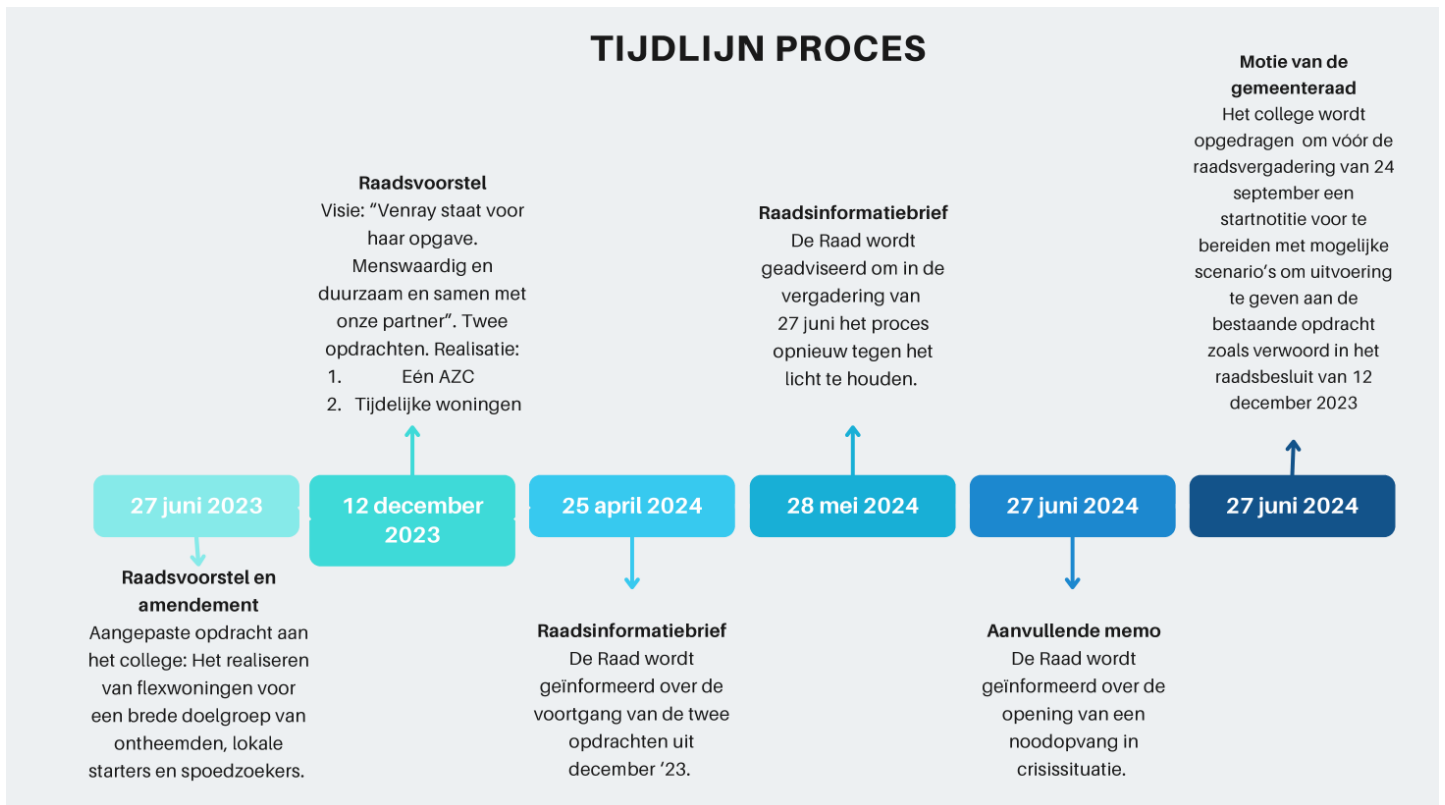 TIJDLIJN PROCES
27 juni 2023
Raadsvoorstel en
amendement
Aangepaste opdracht aan
het college: Het realiseren
van flexwoningen voor
een brede doelgroep van
ontheemden, lokale
starters en spoedzoekers.
Raadsvoorstel
Visie: “Venray staat voor
haar opgave.
Menswaardig en
duurzaam en samen met
onze partner”. Twee
opdrachten. Realisatie:
1. Eén AZC
2. Tijdelijke woningen
12 december
2023
25 april 2024
Raadsinformatiebrief
De Raad wordt
geïnformeerd over de
voortgang van de twee
opdrachten uit
december ‘23.
Raadsinformatiebrief
De Raad wordt
geadviseerd om in de
vergadering van
27 juni het proces
opnieuw tegen het
licht te houden.
28 mei 2024
27 juni 2024
Aanvullende memo
De Raad wordt
geïnformeerd over de
opening van een
noodopvang in
crisissituatie.
Motie van de
gemeenteraad
Het college wordt
opgedragen om vóór de
raadsvergadering van 24
september een
startnotitie voor te
bereiden met mogelijke
scenario’s om uitvoering
te geven aan de
bestaande opdracht
zoals verwoord in het
raadsbesluit van 12
december 2023
27 juni 2024